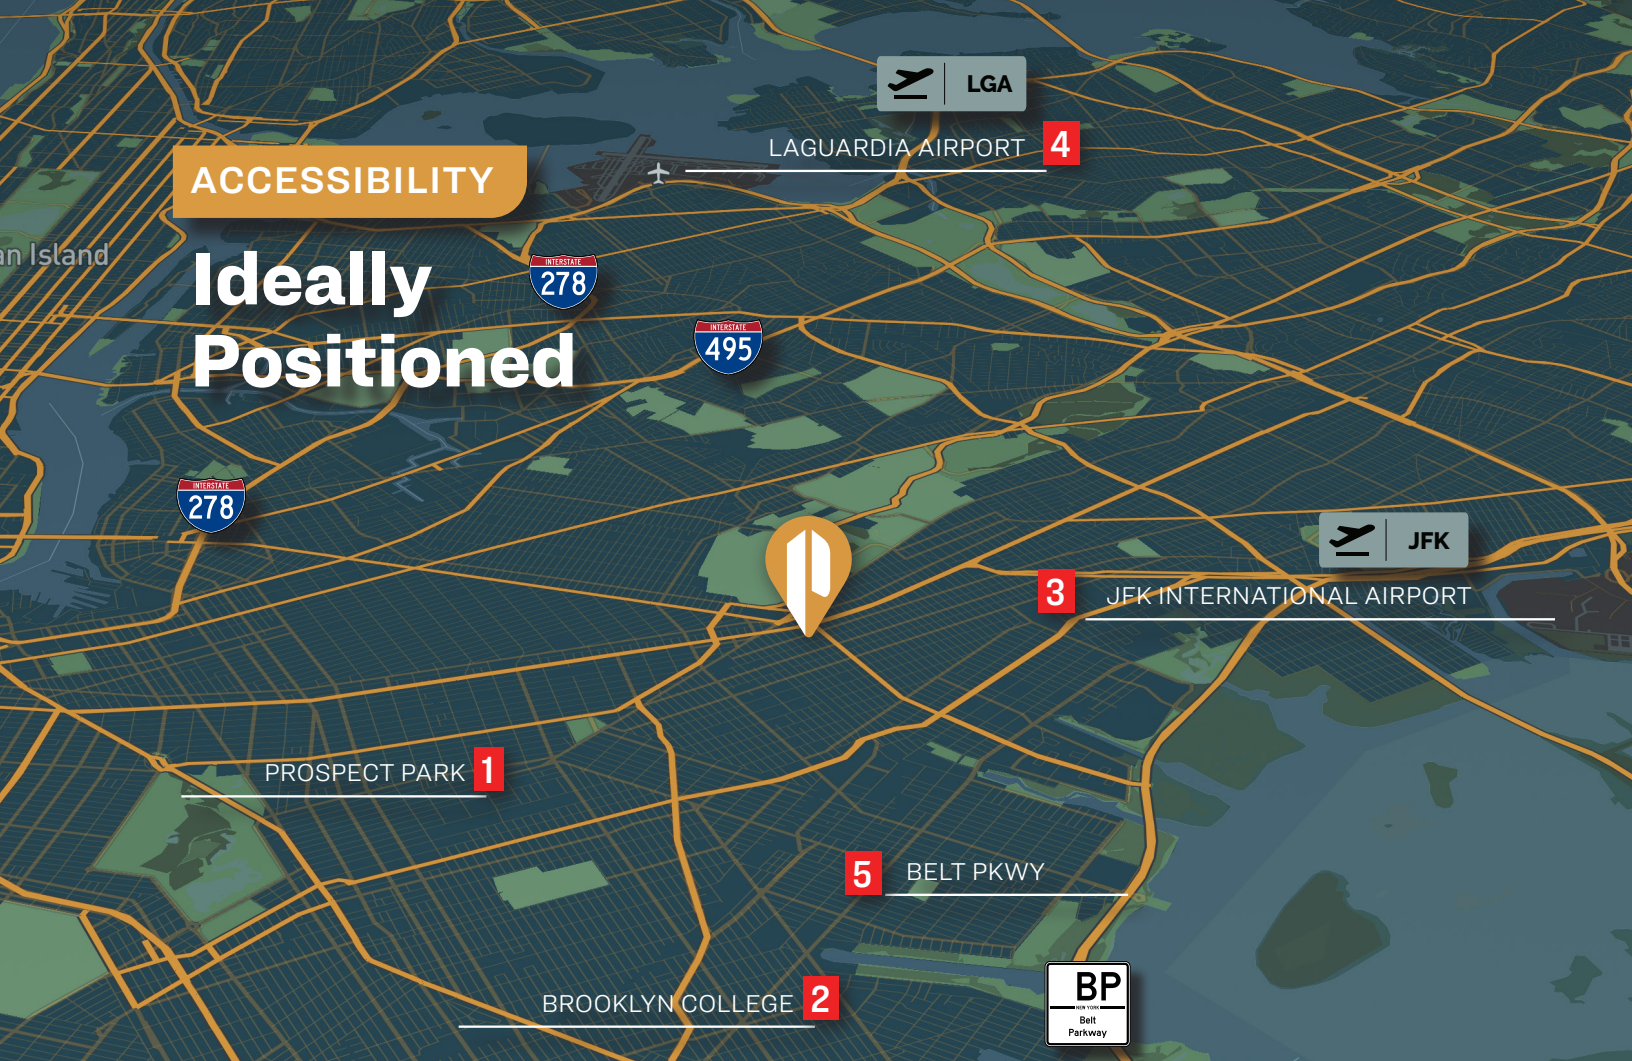 LGA
LAGUARDIA AIRPORT 4
ACCESSIBILITY
an Island
Ideally
Positioned
INTERSTATE
278
INTERSTATE
495
INTERSTATE
278
JFK
3 JFK INTERNATIONAL AIRPORT
PROSPECT PARK 1
5 BELT PKWY
BROOKLYN COLLEGE 2
BP
NEW YORK
Belt
Parkway